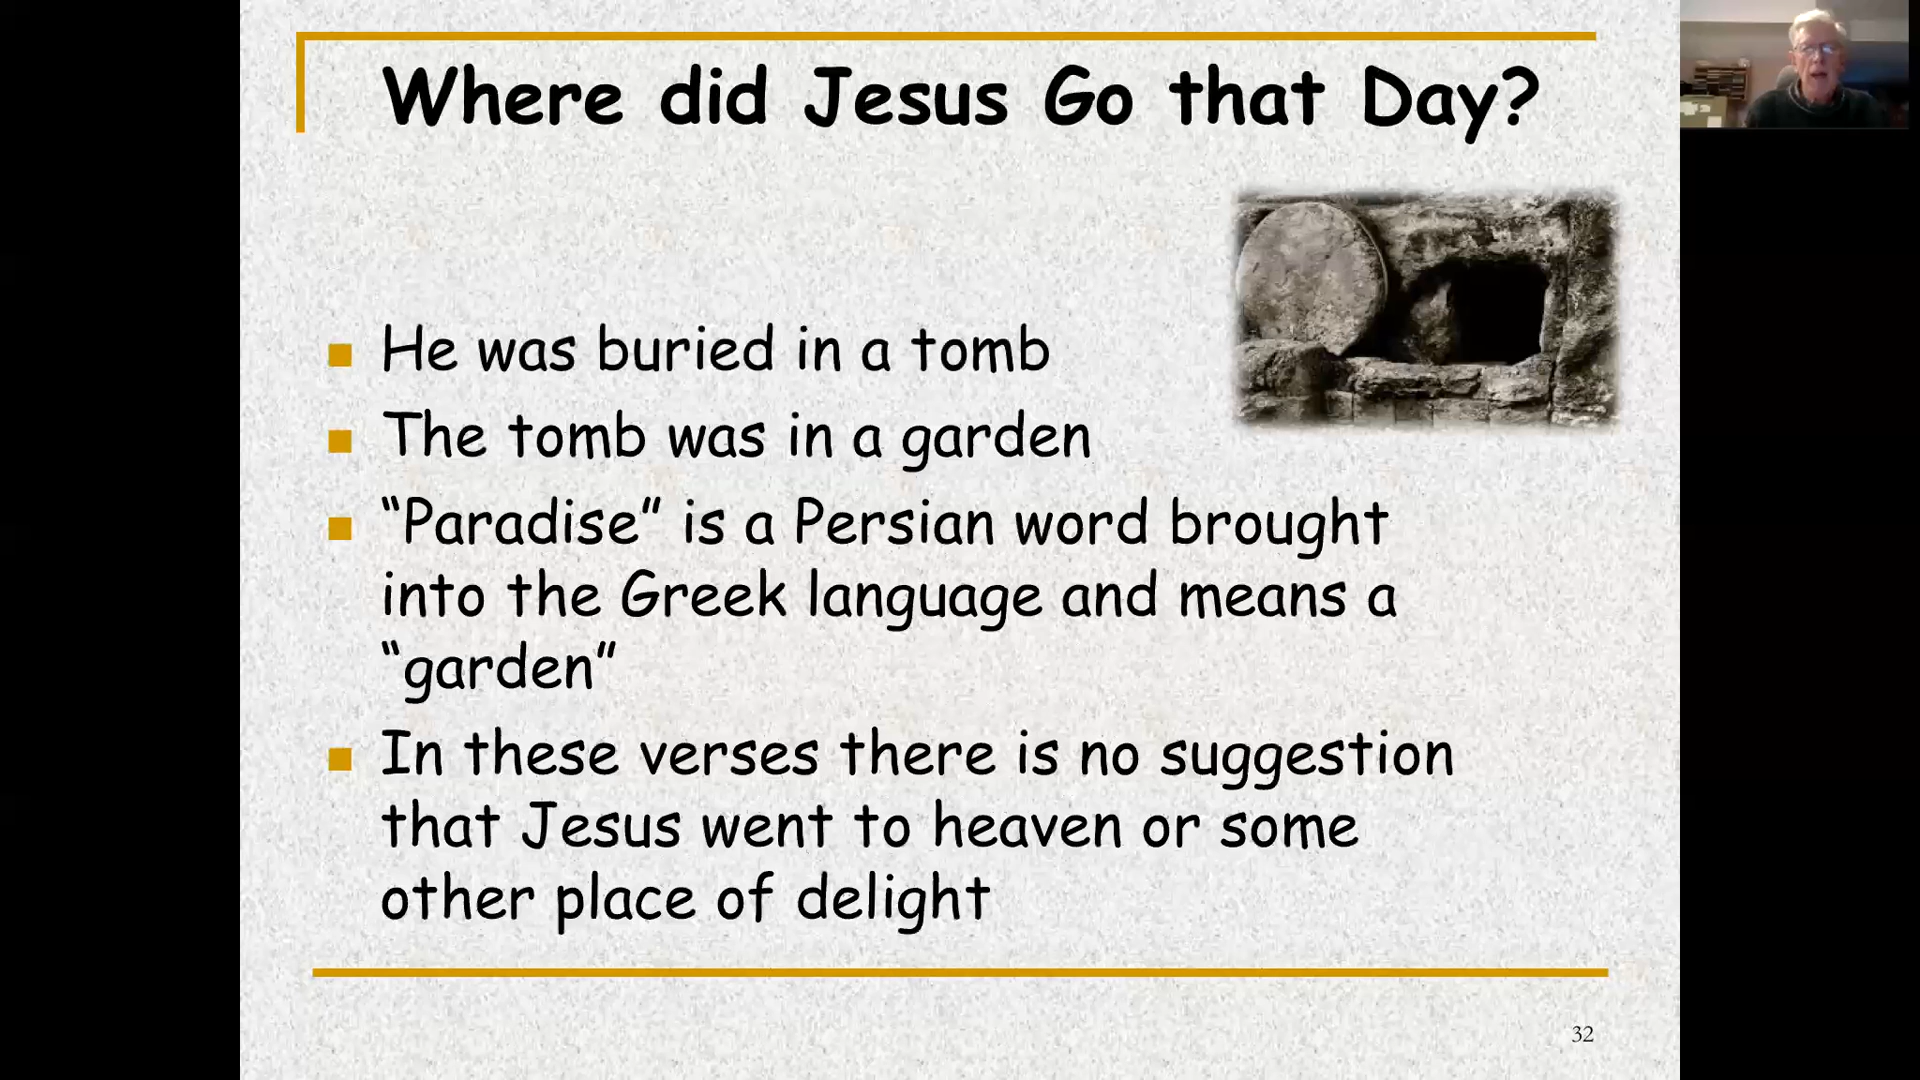 Where did Jesus Go that Day?
He was buried in a tomb
The tomb was in a garden
“Paradise” is a Persian word brought
into the Greek language and means a
“garden”
In these verses there is no suggestion
that Jesus went to heaven or some
other place of delight
32